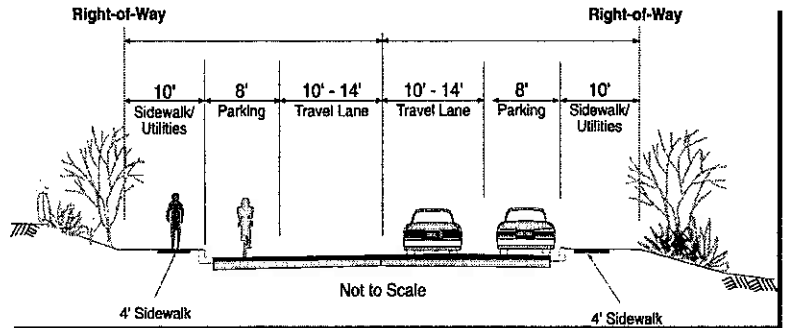 Right-of-Way
Right-of-Way
10'
8'
10' - 14'
10' - 14'
8'
10'
Sidewalk/
Utilities
Parking
Travel Lane
Travel Lane
Parking
Sidewalk/
Utilities
Not to Scale
4' Sidewalk
4' Sidewalk